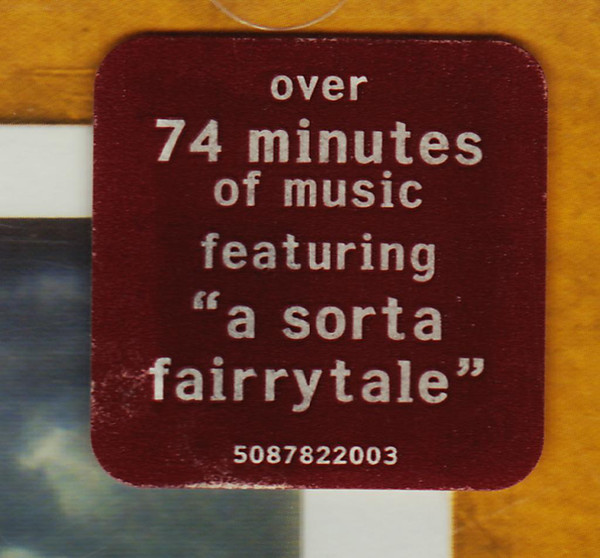 over
74 minutes
of music
featuring
“a sorta
fairrytale”
5087822003